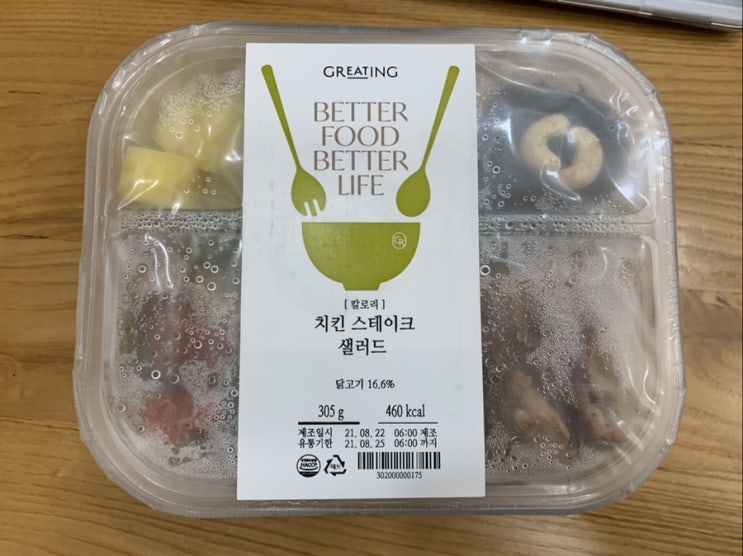 GREATING
BETTER
FOOD
BETTER
LIFE
GR
[ 칼로리 ]
치킨 스테이크
샐러드
닭고기 16.6%
305 g 460 kcal
제조일시 21. 08. 22 06:00 제조
유통기한 21. 08. 25 06:00 까지
HACCP
302000000175